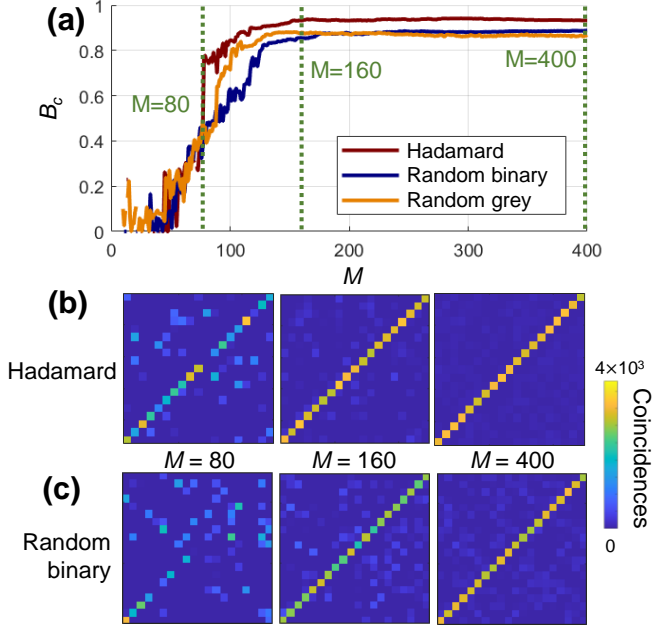 (a)
1
0.8
0.6
0.4
0.2
0
B_c
M=80
M=160
M=400
Hadamard
Random binary
Random grey
0 100 200 300 400
M
(b)
Hadamard
M = 80 M = 160 M = 400
(c)
Random
binary
4×10³
Coincidences
0